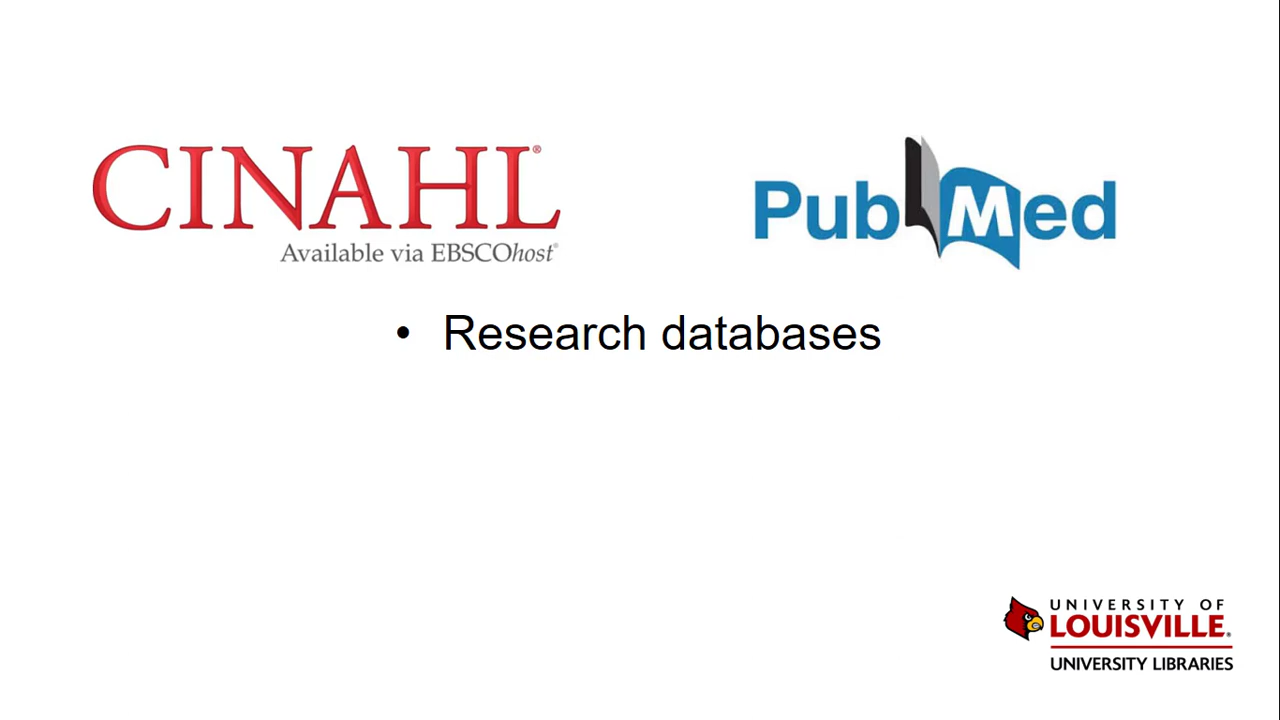 CINAHL®
Available via EBSCOhost®
PubMed
• Research databases
UNIVERSITY OF
LOUISVILLE.
UNIVERSITY LIBRARIES